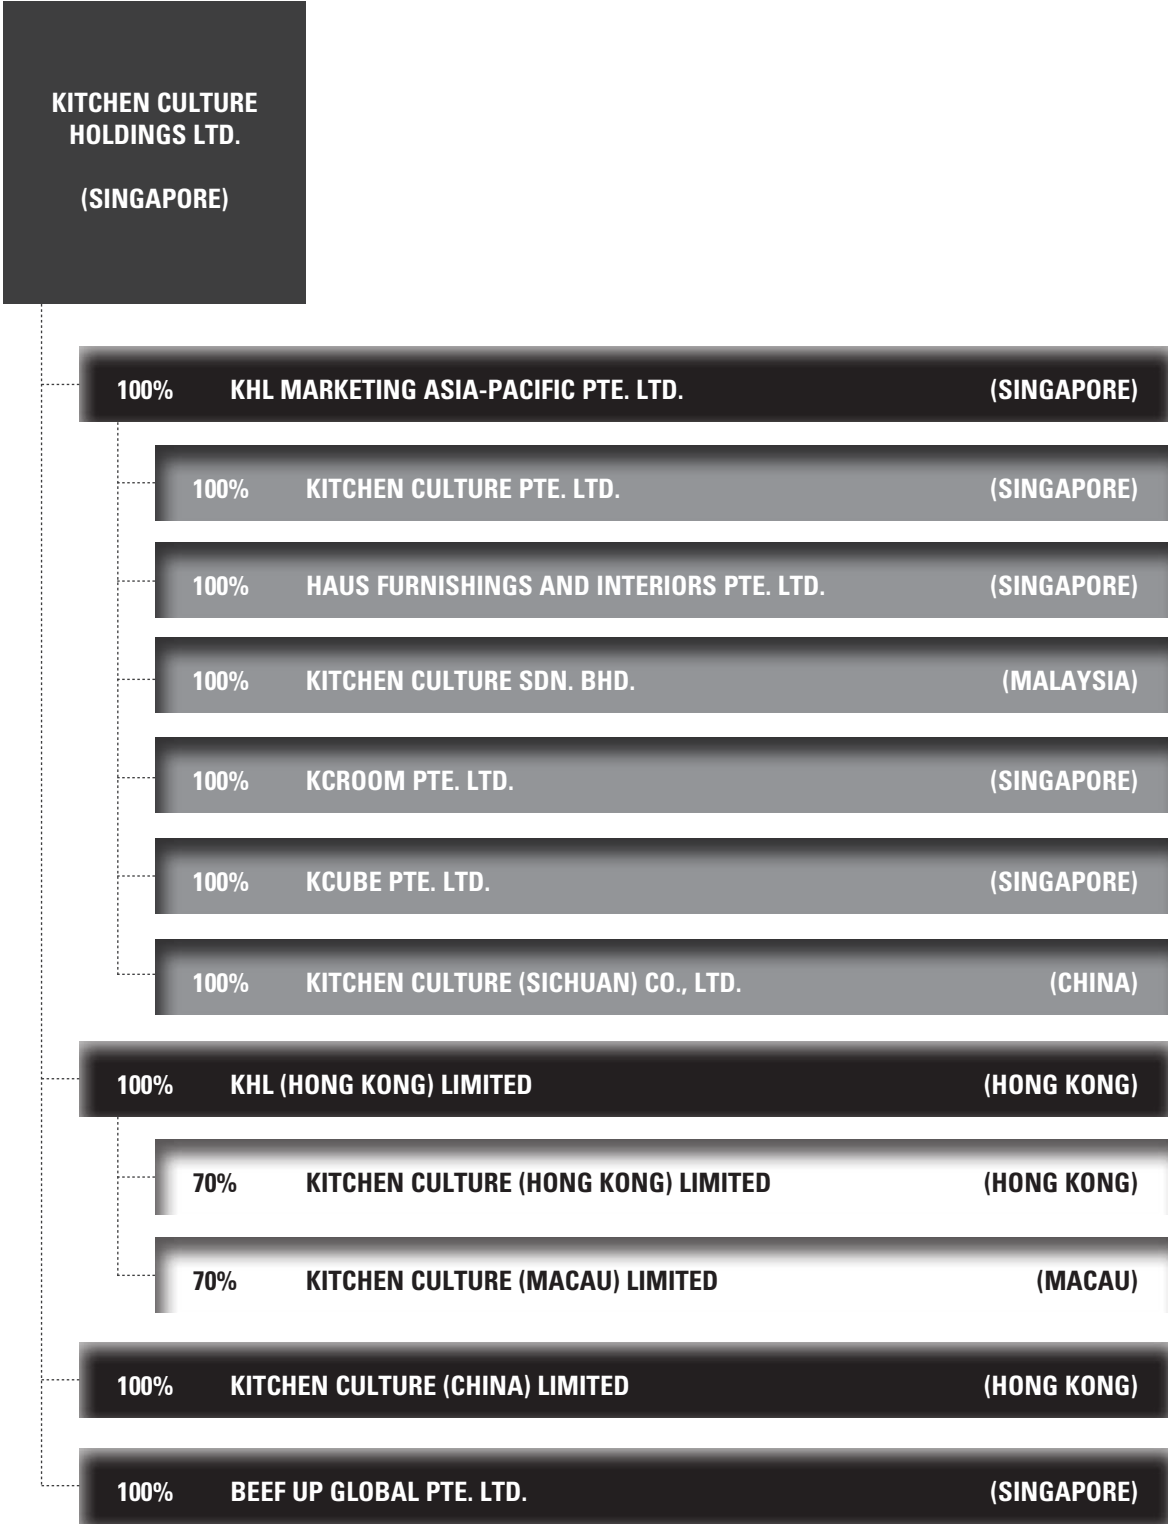 KITCHEN CULTURE
HOLDINGS LTD.
(SINGAPORE)
100% KHL MARKETING ASIA-PACIFIC PTE. LTD. (SINGAPORE)
100% KITCHEN CULTURE PTE. LTD. (SINGAPORE)
100% HAUS FURNISHINGS AND INTERIORS PTE. LTD. (SINGAPORE)
100% KITCHEN CULTURE SDN. BHD. (MALAYSIA)
100% KCROOM PTE. LTD. (SINGAPORE)
100% KCUBE PTE. LTD. (SINGAPORE)
100% KITCHEN CULTURE (SICHUAN) CO., LTD. (CHINA)
100% KHL (HONG KONG) LIMITED (HONG KONG)
70% KITCHEN CULTURE (HONG KONG) LIMITED (HONG KONG)
70% KITCHEN CULTURE (MACAU) LIMITED (MACAU)
100% KITCHEN CULTURE (CHINA) LIMITED (HONG KONG)
100% BEEF UP GLOBAL PTE. LTD. (SINGAPORE)